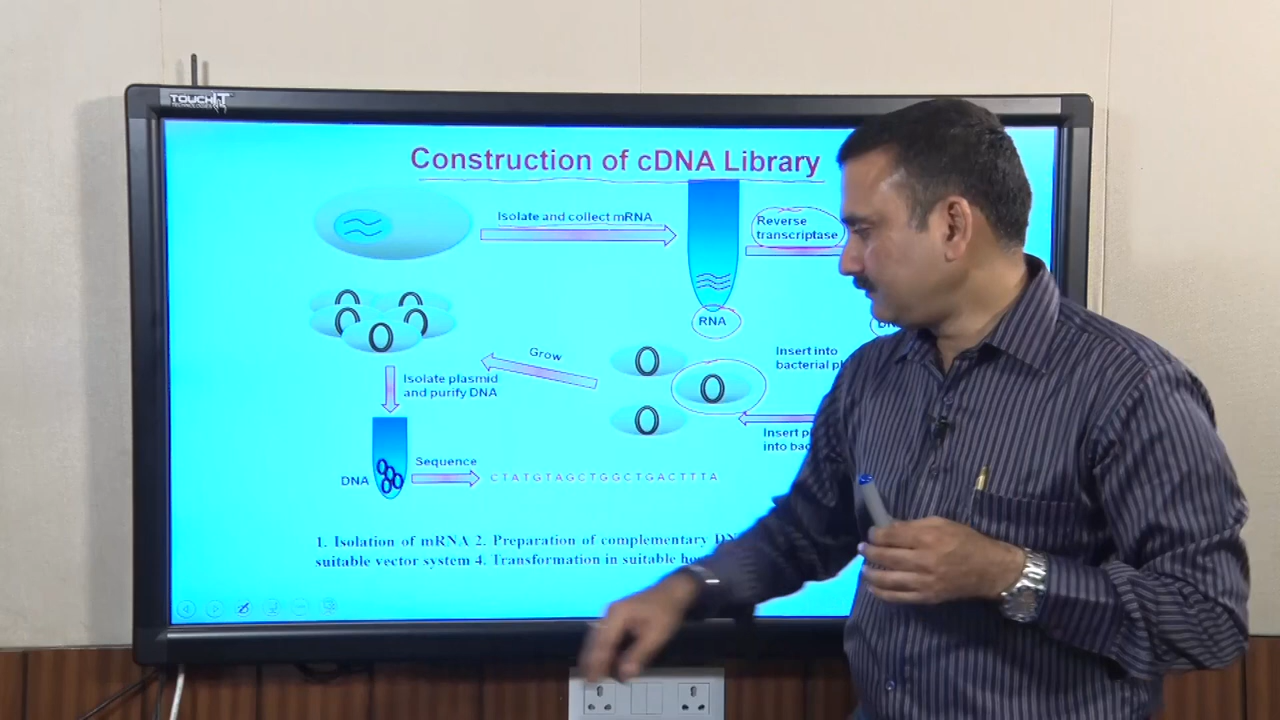 TOUCHIT
TECHNOLOGIES
Construction of cDNA Library
Isolate and collect mRNA
Reverse
transcriptase
RNA
Insert into
bacterial
Grow
Isolate plasmid
and purify DNA
Insert
into
DNA
Sequence
CTATGTAGCTGGCTGACTTTA
1. Isolation of mRNA 2. Preparation of complementary
suitable vector system 4. Transformation in suitable